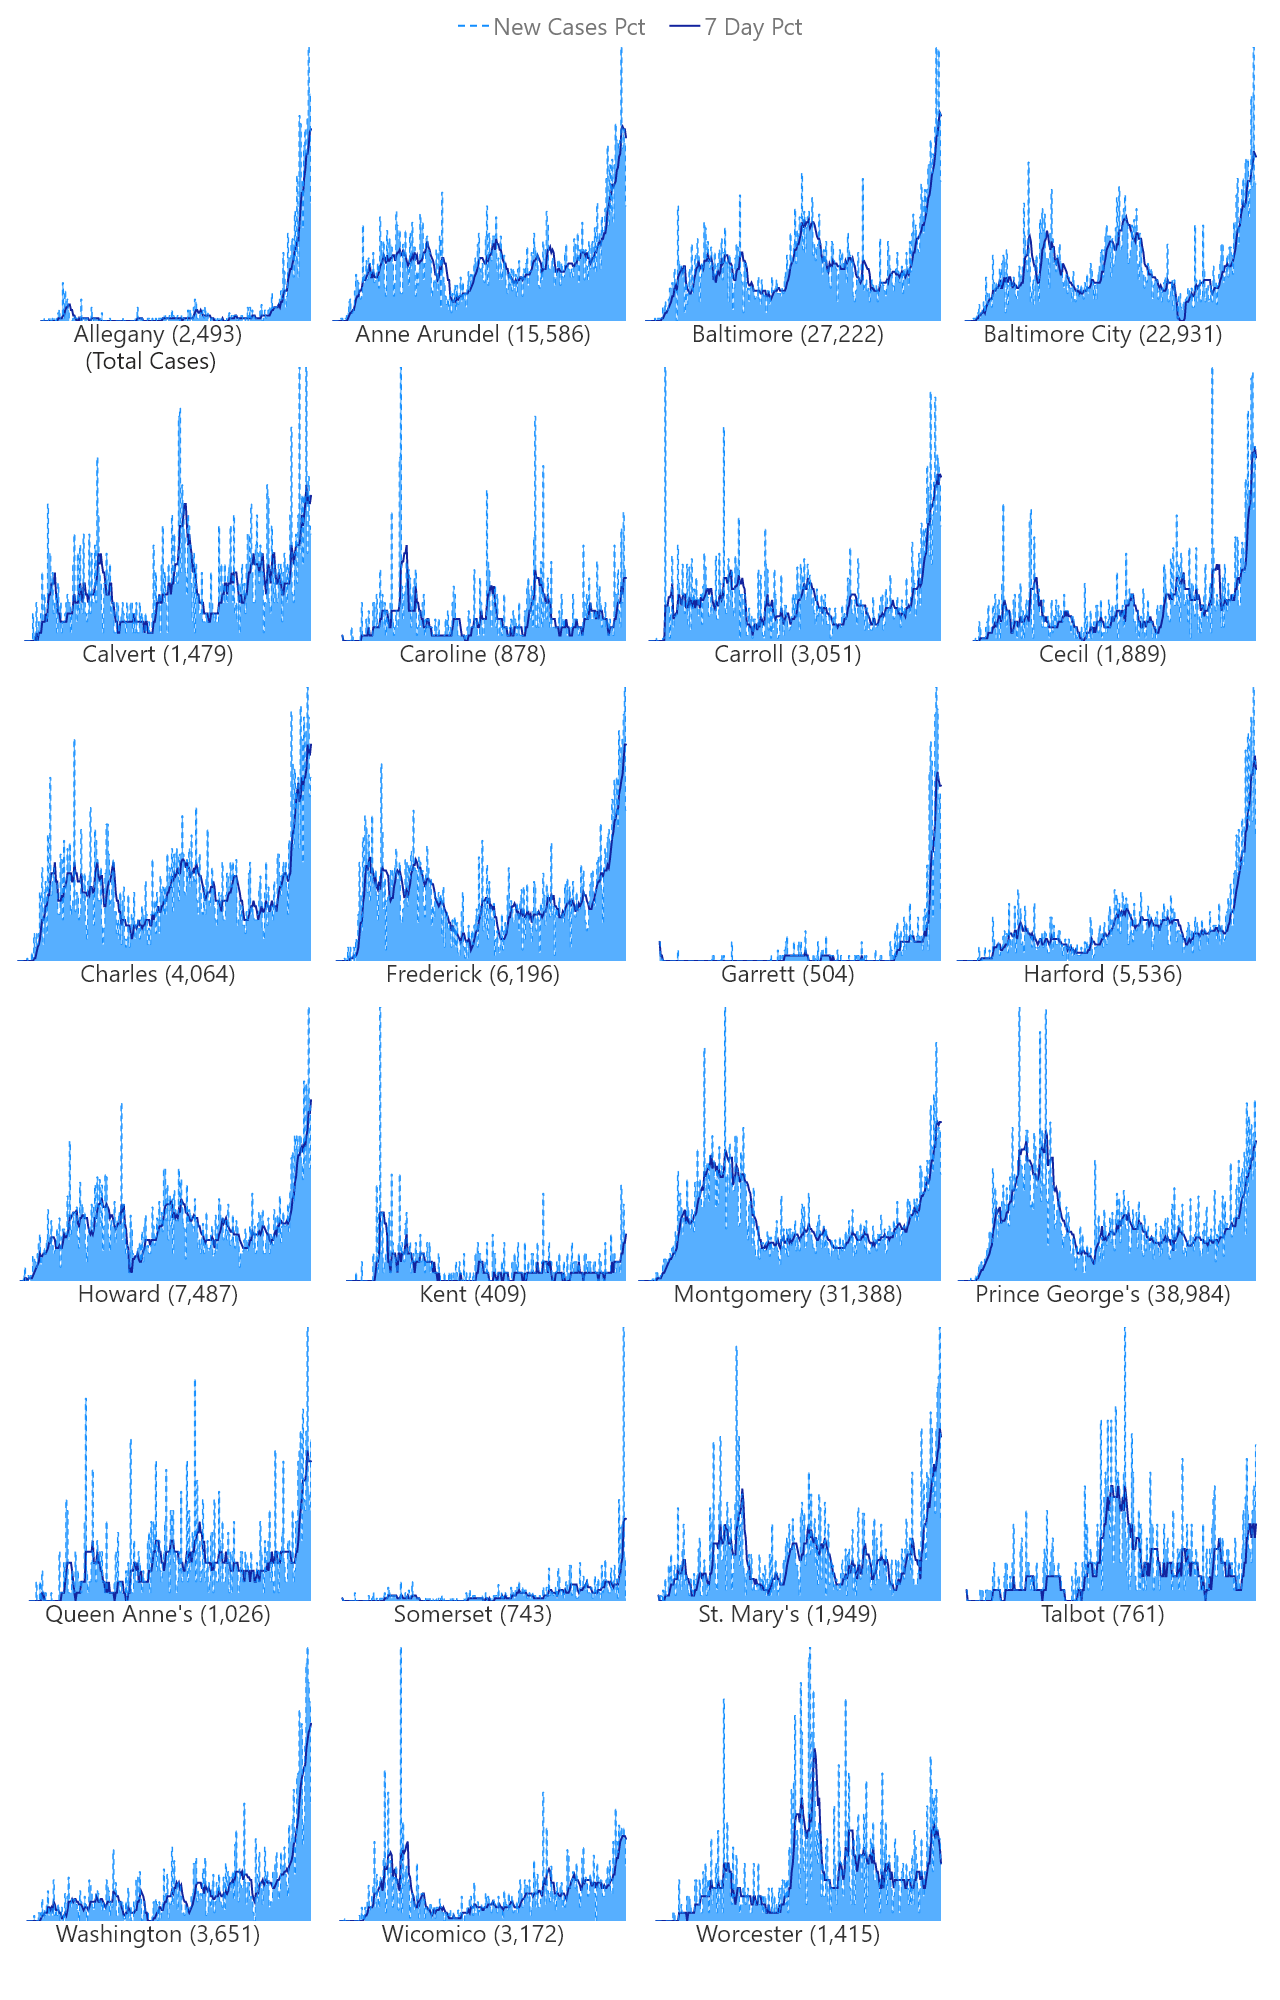 New Cases Pct 7 Day Pct
Allegany (2,493) Anne Arundel (15,586) Baltimore (27,222) Baltimore City (22,931)
(Total Cases)
Calvert (1,479) Caroline (878) Carroll (3,051) Cecil (1,889)
Charles (4,064) Frederick (6,196) Garrett (504) Harford (5,536)
Howard (7,487) Kent (409) Montgomery (31,388) Prince George's (38,984)
Queen Anne's (1,026) Somerset (743) St. Mary's (1,949) Talbot (761)
Washington (3,651) Wicomico (3,172) Worcester (1,415)